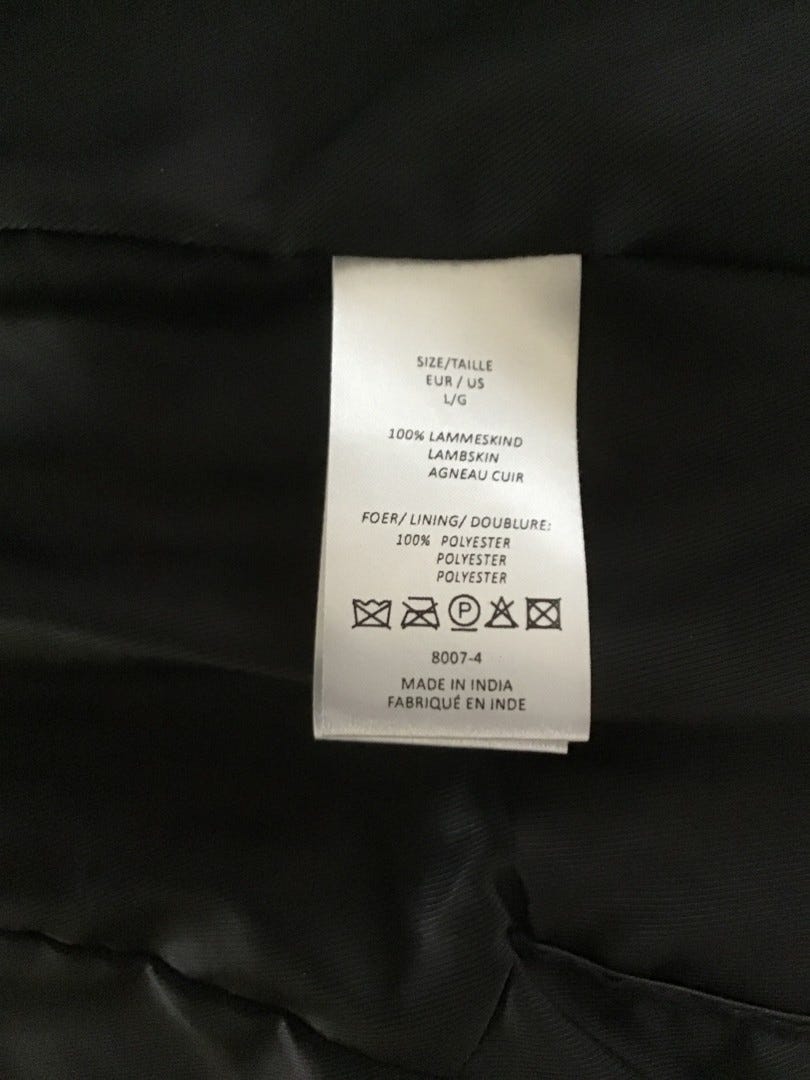 SIZE/TAILLE
EUR / US
L/G
100% LAMMESKIND
LAMBSKIN
AGNEAU CUIR
FOER/ LINING/ DOUBLURE:
100% POLYESTER
POLYESTER
POLYESTER
P
8007-4
MADE IN INDIA
FABRIQUÉ EN INDE